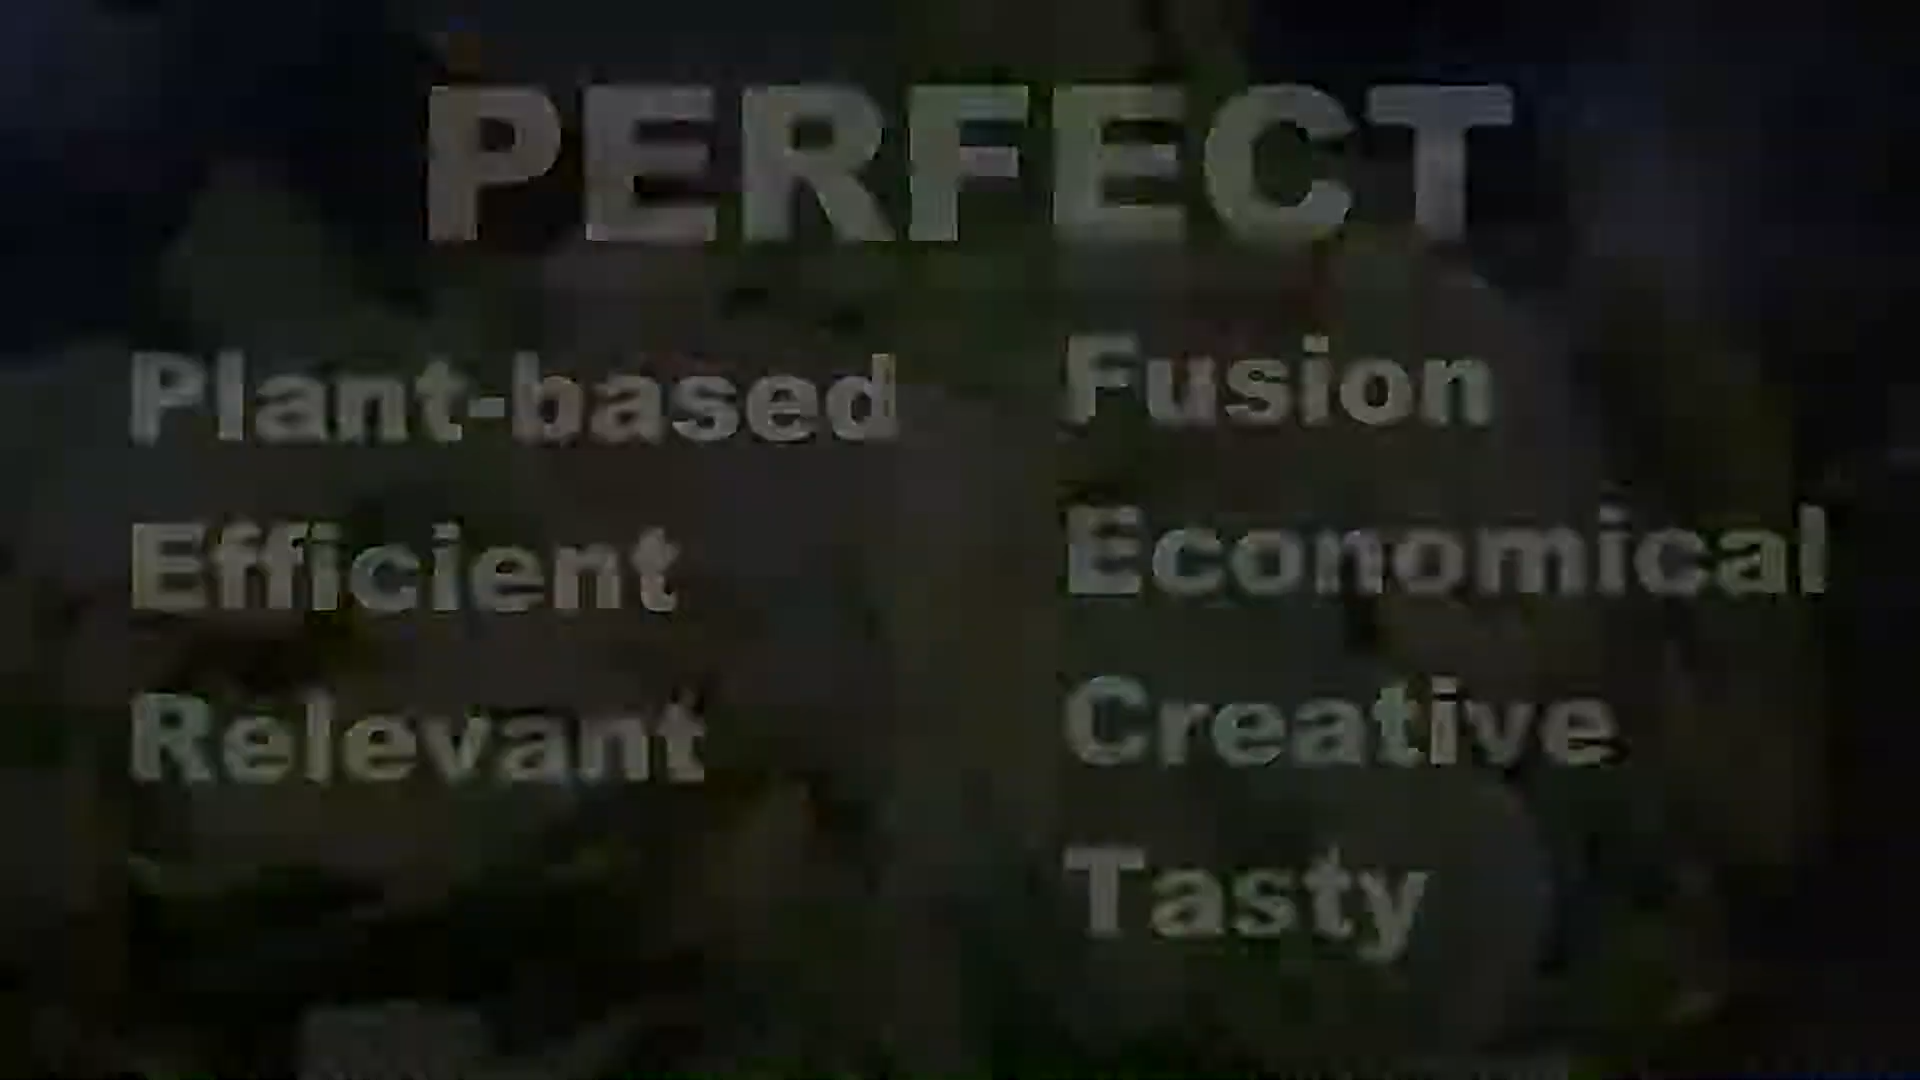 PERFECT
Plant-based
Efficient
Relevant
Fusion
Economical
Creative
Tasty